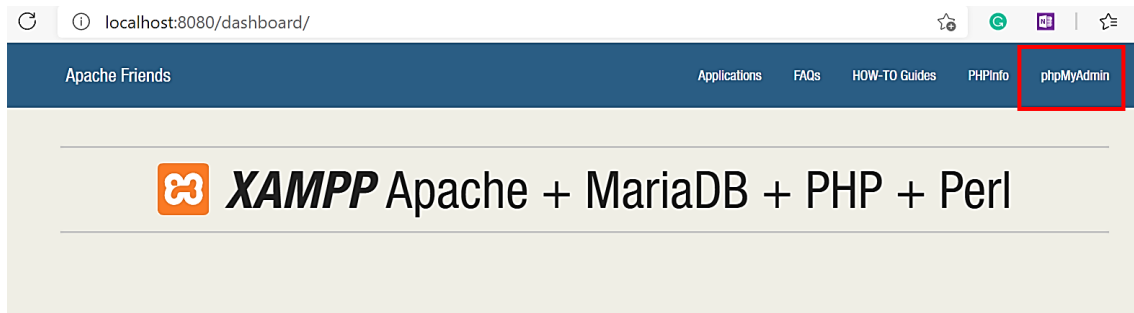 localhost:8080/dashboard/
Apache Friends Applications FAQs HOW-TO Guides PHPInfo phpMyAdmin
XAMPP Apache + MariaDB + PHP + Perl